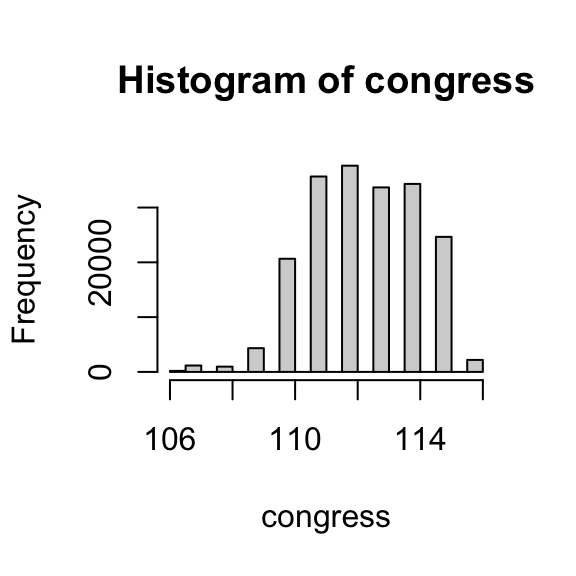 Histogram of congress
Frequency
20000
0
106 110 114
congress